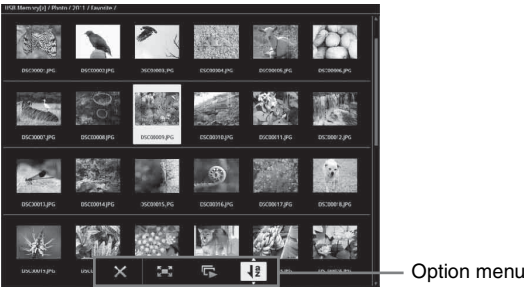 USB Memory[s] / Photo / 2011 / Favorite /
DSC00001.JPG DSC00002.JPG DSC00003.JPG DSC00004.JPG DSC00005.JPG DSC00006.JPG
DSC00007.JPG DSC00008.JPG DSC00009.JPG DSC00010.JPG DSC00011.JPG DSC00012.JPG
DSC00013.JPG DSC00014.JPG DSC00015.JPG DSC00016.JPG DSC00017.JPG DSC00018.JPG
DSC00019.JPG
Option menu